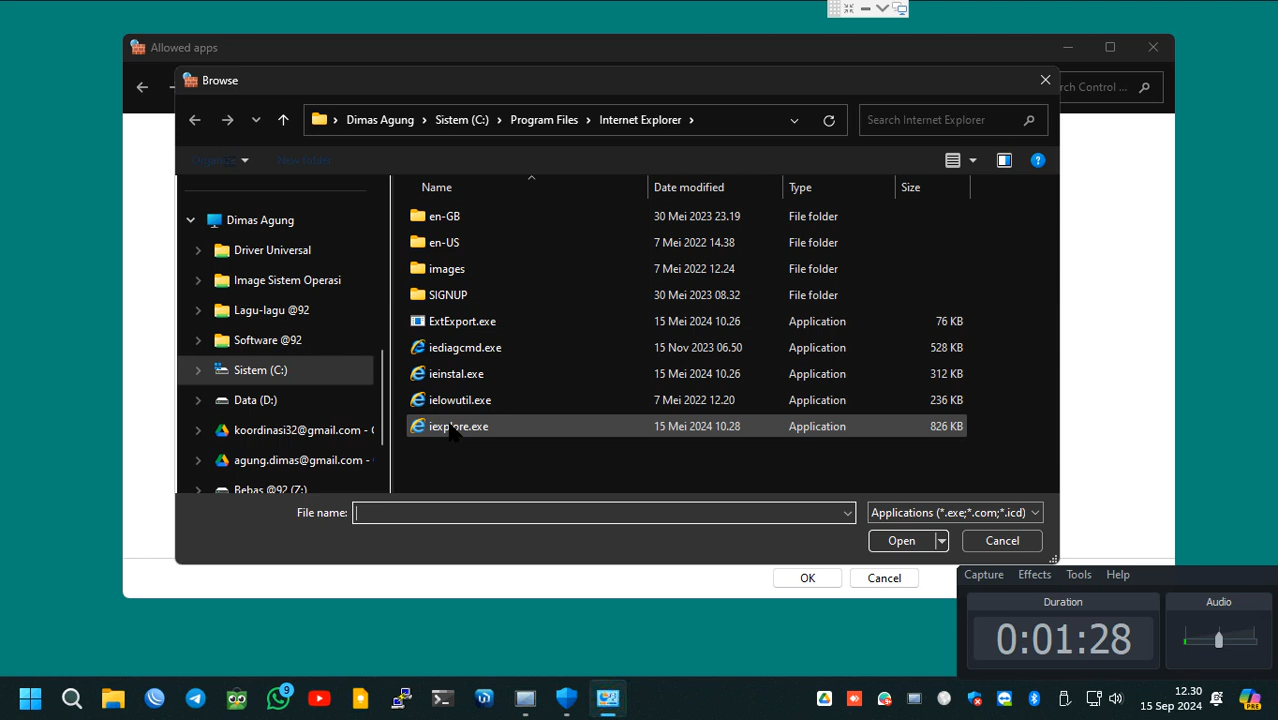 Allowed apps
Browse
rch Control ...
Dimas Agung > Sistem (C:) > Program Files > Internet Explorer >
Search Internet Explorer
Organize
New folder
Name
Date modified
Type
Size
Dimas Agung
Driver Universal
Image Sistem Operasi
Lagu-lagu @92
Software @92
Sistem (C:)
Data (D:)
koordinasi32@gmail.com - G
agung.dimas@gmail.com -
Bebas @92 (Z:)
en-GB 30 Mei 2023 23.19 File folder
en-US 7 Mei 2022 14.38 File folder
images 7 Mei 2022 12.24 File folder
SIGNUP 30 Mei 2023 08.32 File folder
ExtExport.exe 15 Mei 2024 10.26 Application 76 KB
iediagcmd.exe 15 Nov 2023 06.50 Application 528 KB
ieinstal.exe 15 Mei 2024 10.26 Application 312 KB
ielowutil.exe 7 Mei 2022 12.20 Application 236 KB
iexplore.exe 15 Mei 2024 10.28 Application 826 KB
File name:
Applications (*.exe;*.com;*.icd)
Open
Cancel
OK
Cancel
Capture Effects Tools Help
Duration
Audio
0:01:28
9
12.30
15 Sep 2024
PRE